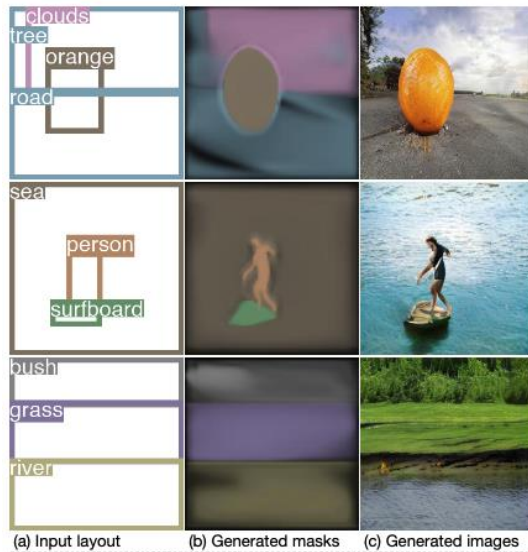 clouds
tree
orange
road
sea
person
surfboard
bush
grass
river
(a) Input layout (b) Generated masks (c) Generated images